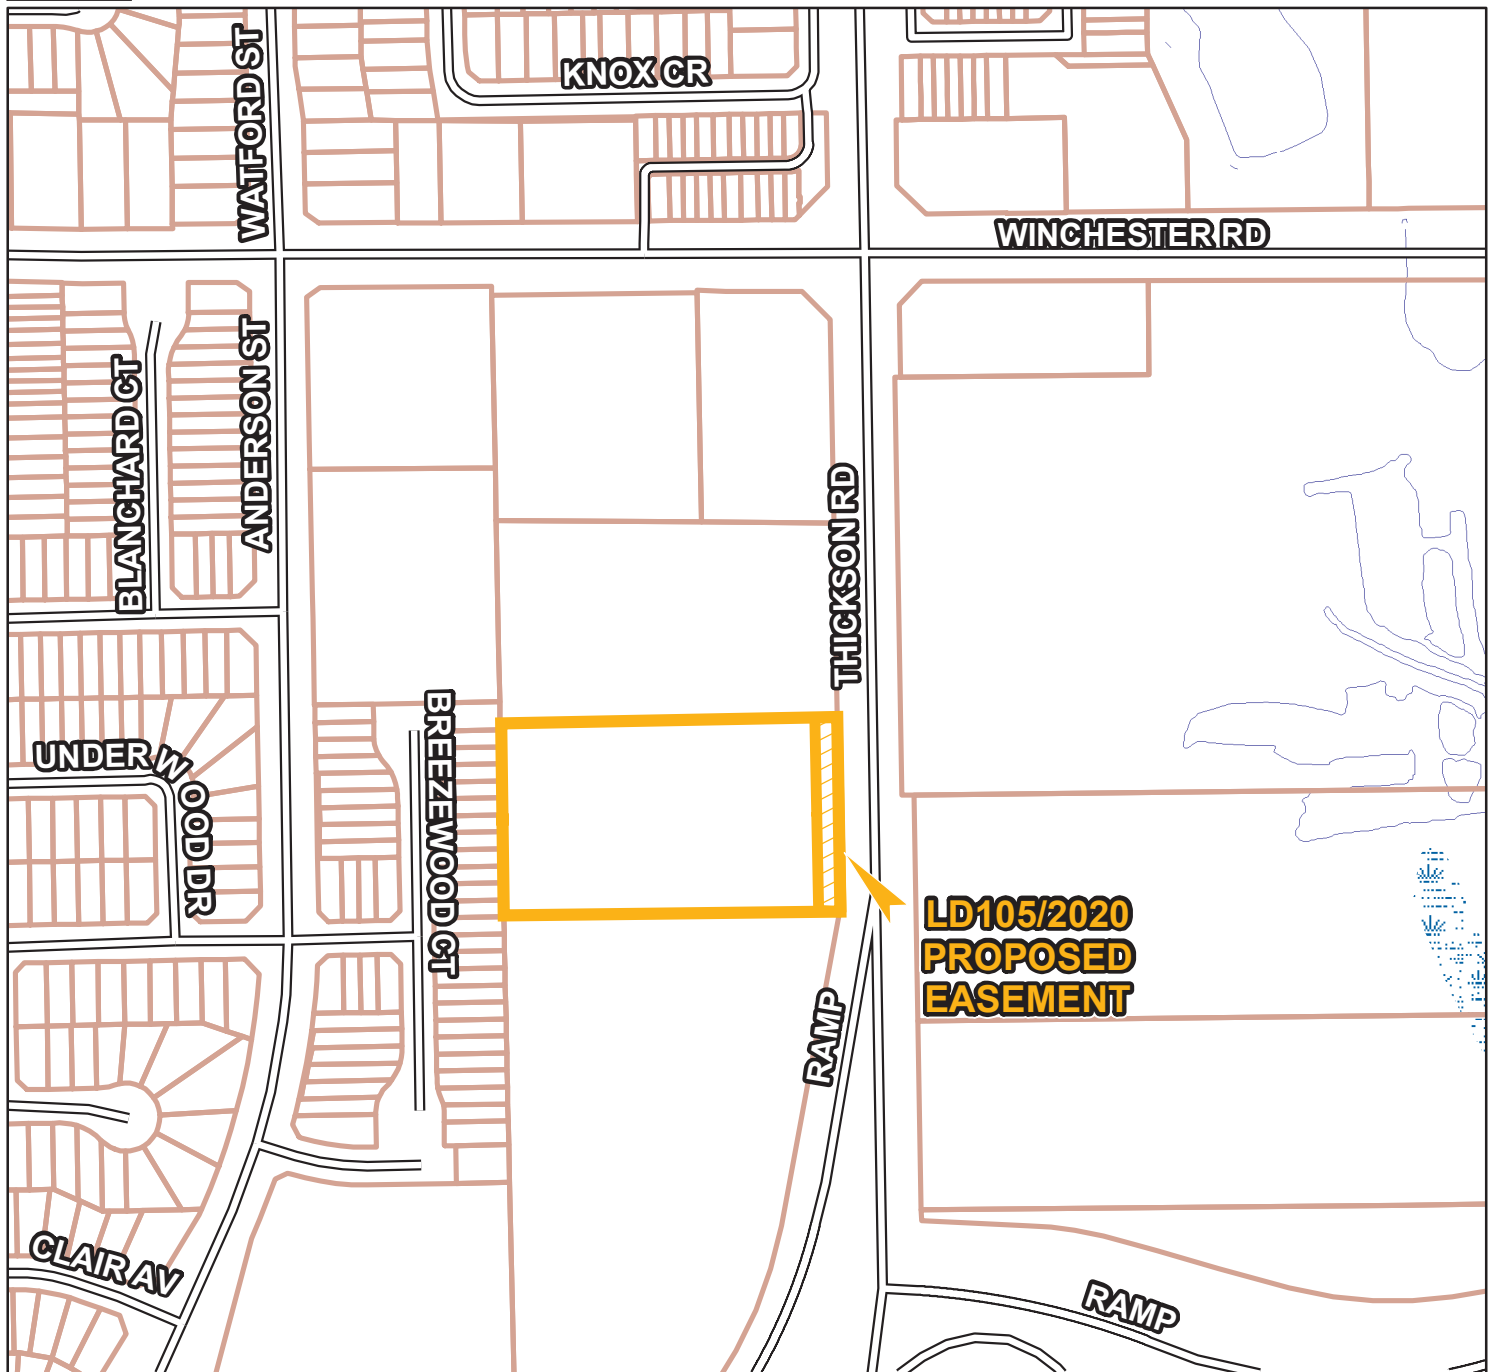 KNOX CR
WATFORD ST
WINCHESTER RD
BLANCHARD CT
ANDERSON ST
THICKSON RD
BREEZEWOOD CT
UNDERWOOD DR
LD105/2020
PROPOSED
EASEMENT
RAMP
CLAIR AV
RAMP